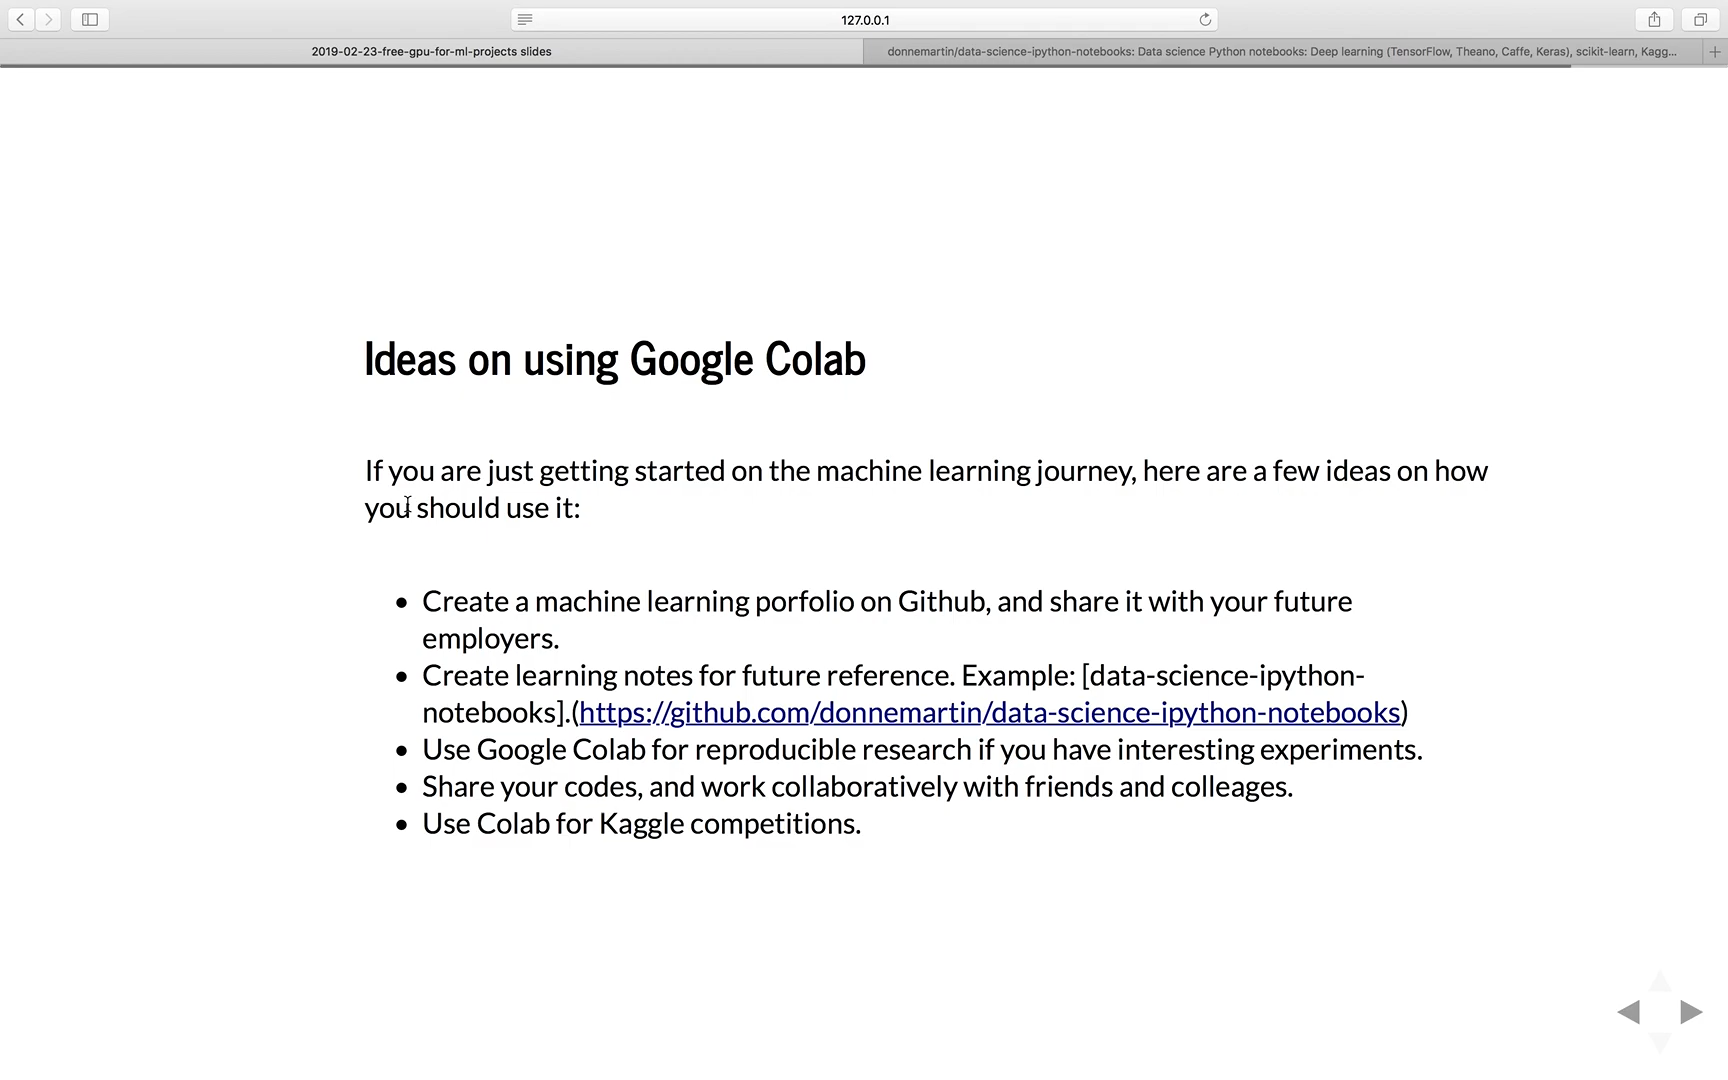 127.0.0.1
2019-02-23-free-gpu-for-ml-projects slides
donnemartin/data-science-ipython-notebooks: Data science Python notebooks: Deep learning (TensorFlow, Theano, Caffe, Keras), scikit-learn, Kagg...
Ideas on using Google Colab
If you are just getting started on the machine learning journey, here are a few ideas on how
you should use it:
• Create a machine learning porfolio on Github, and share it with your future
employers.
• Create learning notes for future reference. Example: [data-science-ipython-
notebooks].(https://github.com/donnemartin/data-science-ipython-notebooks)
• Use Google Colab for reproducible research if you have interesting experiments.
• Share your codes, and work collaboratively with friends and colleages.
• Use Colab for Kaggle competitions.